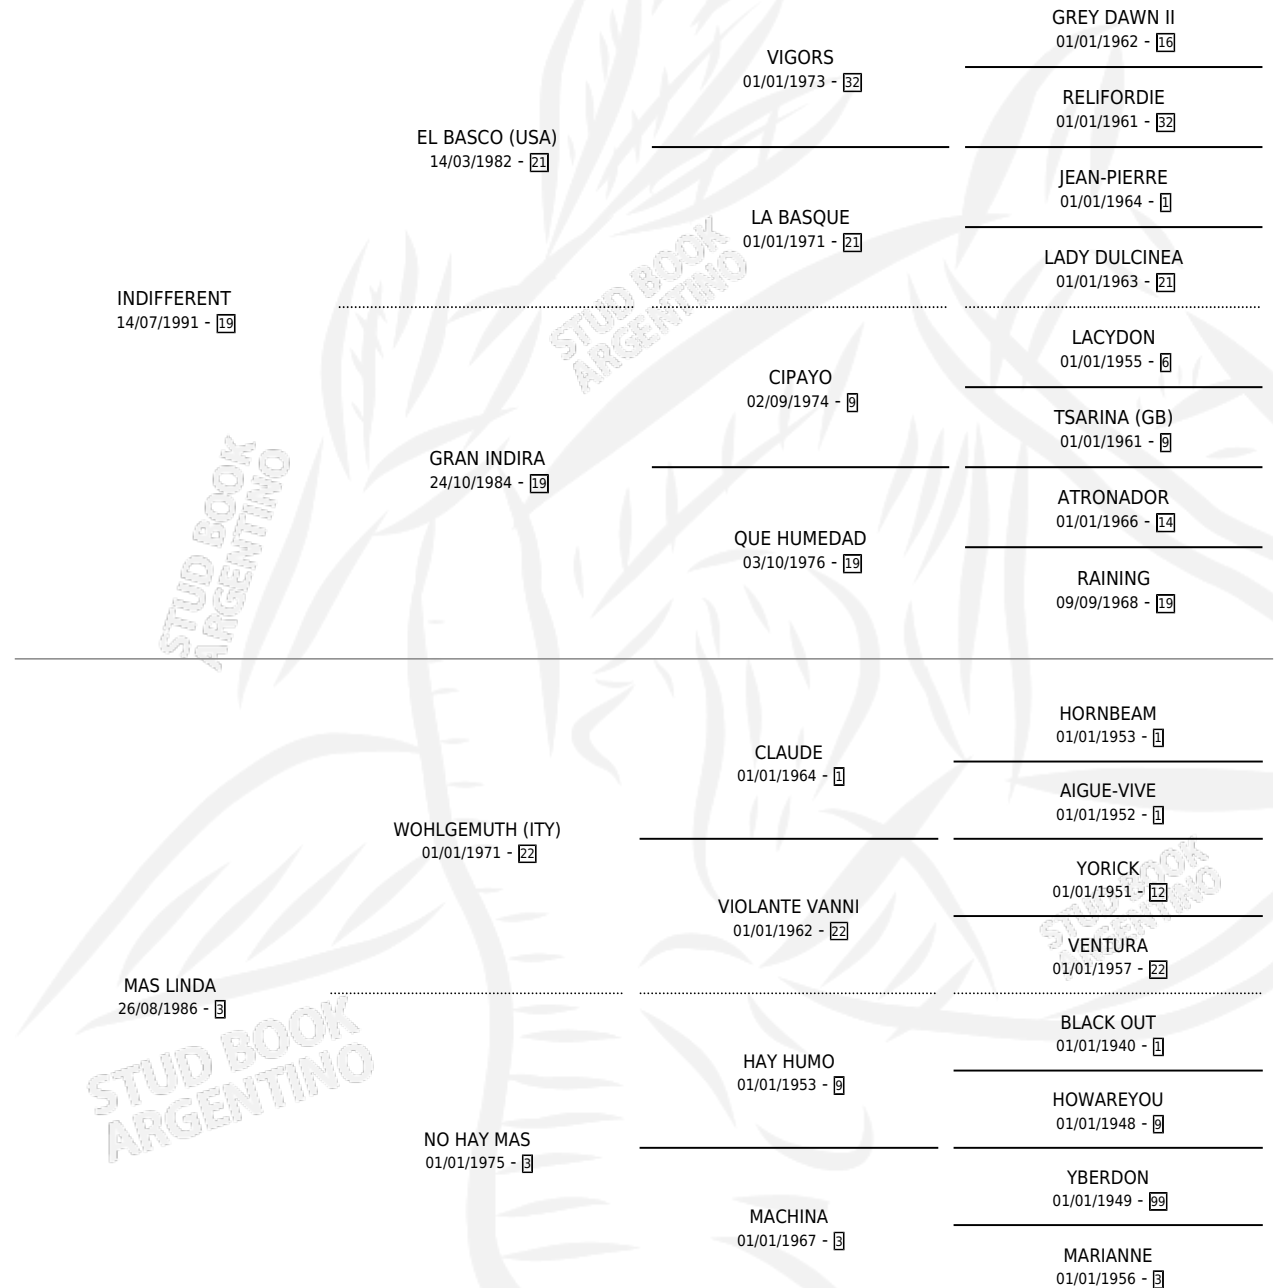 GREY DAWN II
01/01/1962 - 16
VIGORS
01/01/1973 - 32
RELIFORDIE
01/01/1961 - 32
EL BASCO (USA)
14/03/1982 - 21
JEAN-PIERRE
01/01/1964 - 1
LA BASQUE
01/01/1971 - 21
LADY DULCINEA
01/01/1963 - 21
INDIFFERENT
14/07/1991 - 19
STUD BOOK
ARGENTINO
LACYDON
01/01/1955 - 6
CIPAYO
02/09/1974 - 9
TSARINA (GB)
01/01/1961 - 9
GRAN INDIRA
24/10/1984 - 19
ATRONADOR
01/01/1966 - 14
QUE HUMEDAD
03/10/1976 - 19
RAINING
09/09/1968 - 19
STUD BOOK
ARGENTINO
HORNBEAM
01/01/1953 - 1
CLAUDE
01/01/1964 - 1
AIGUE-VIVE
01/01/1952 - 1
WOHLGEMUTH (ITY)
01/01/1971 - 22
YORICK
01/01/1951 - 12
VIOLANTE VANNI
01/01/1962 - 22
VENTURA
01/01/1957 - 22
STUD BOOK
ARGENTINO
MAS LINDA
26/08/1986 - 3
BLACK OUT
01/01/1940 - 1
HAY HUMO
01/01/1953 - 9
HOWAREYOU
01/01/1948 - 9
STUD BOOK
ARGENTINO
NO HAY MAS
01/01/1975 - 3
YBERDON
01/01/1949 - 99
MACHINA
01/01/1967 - 3
MARIANNE
01/01/1956 - 3